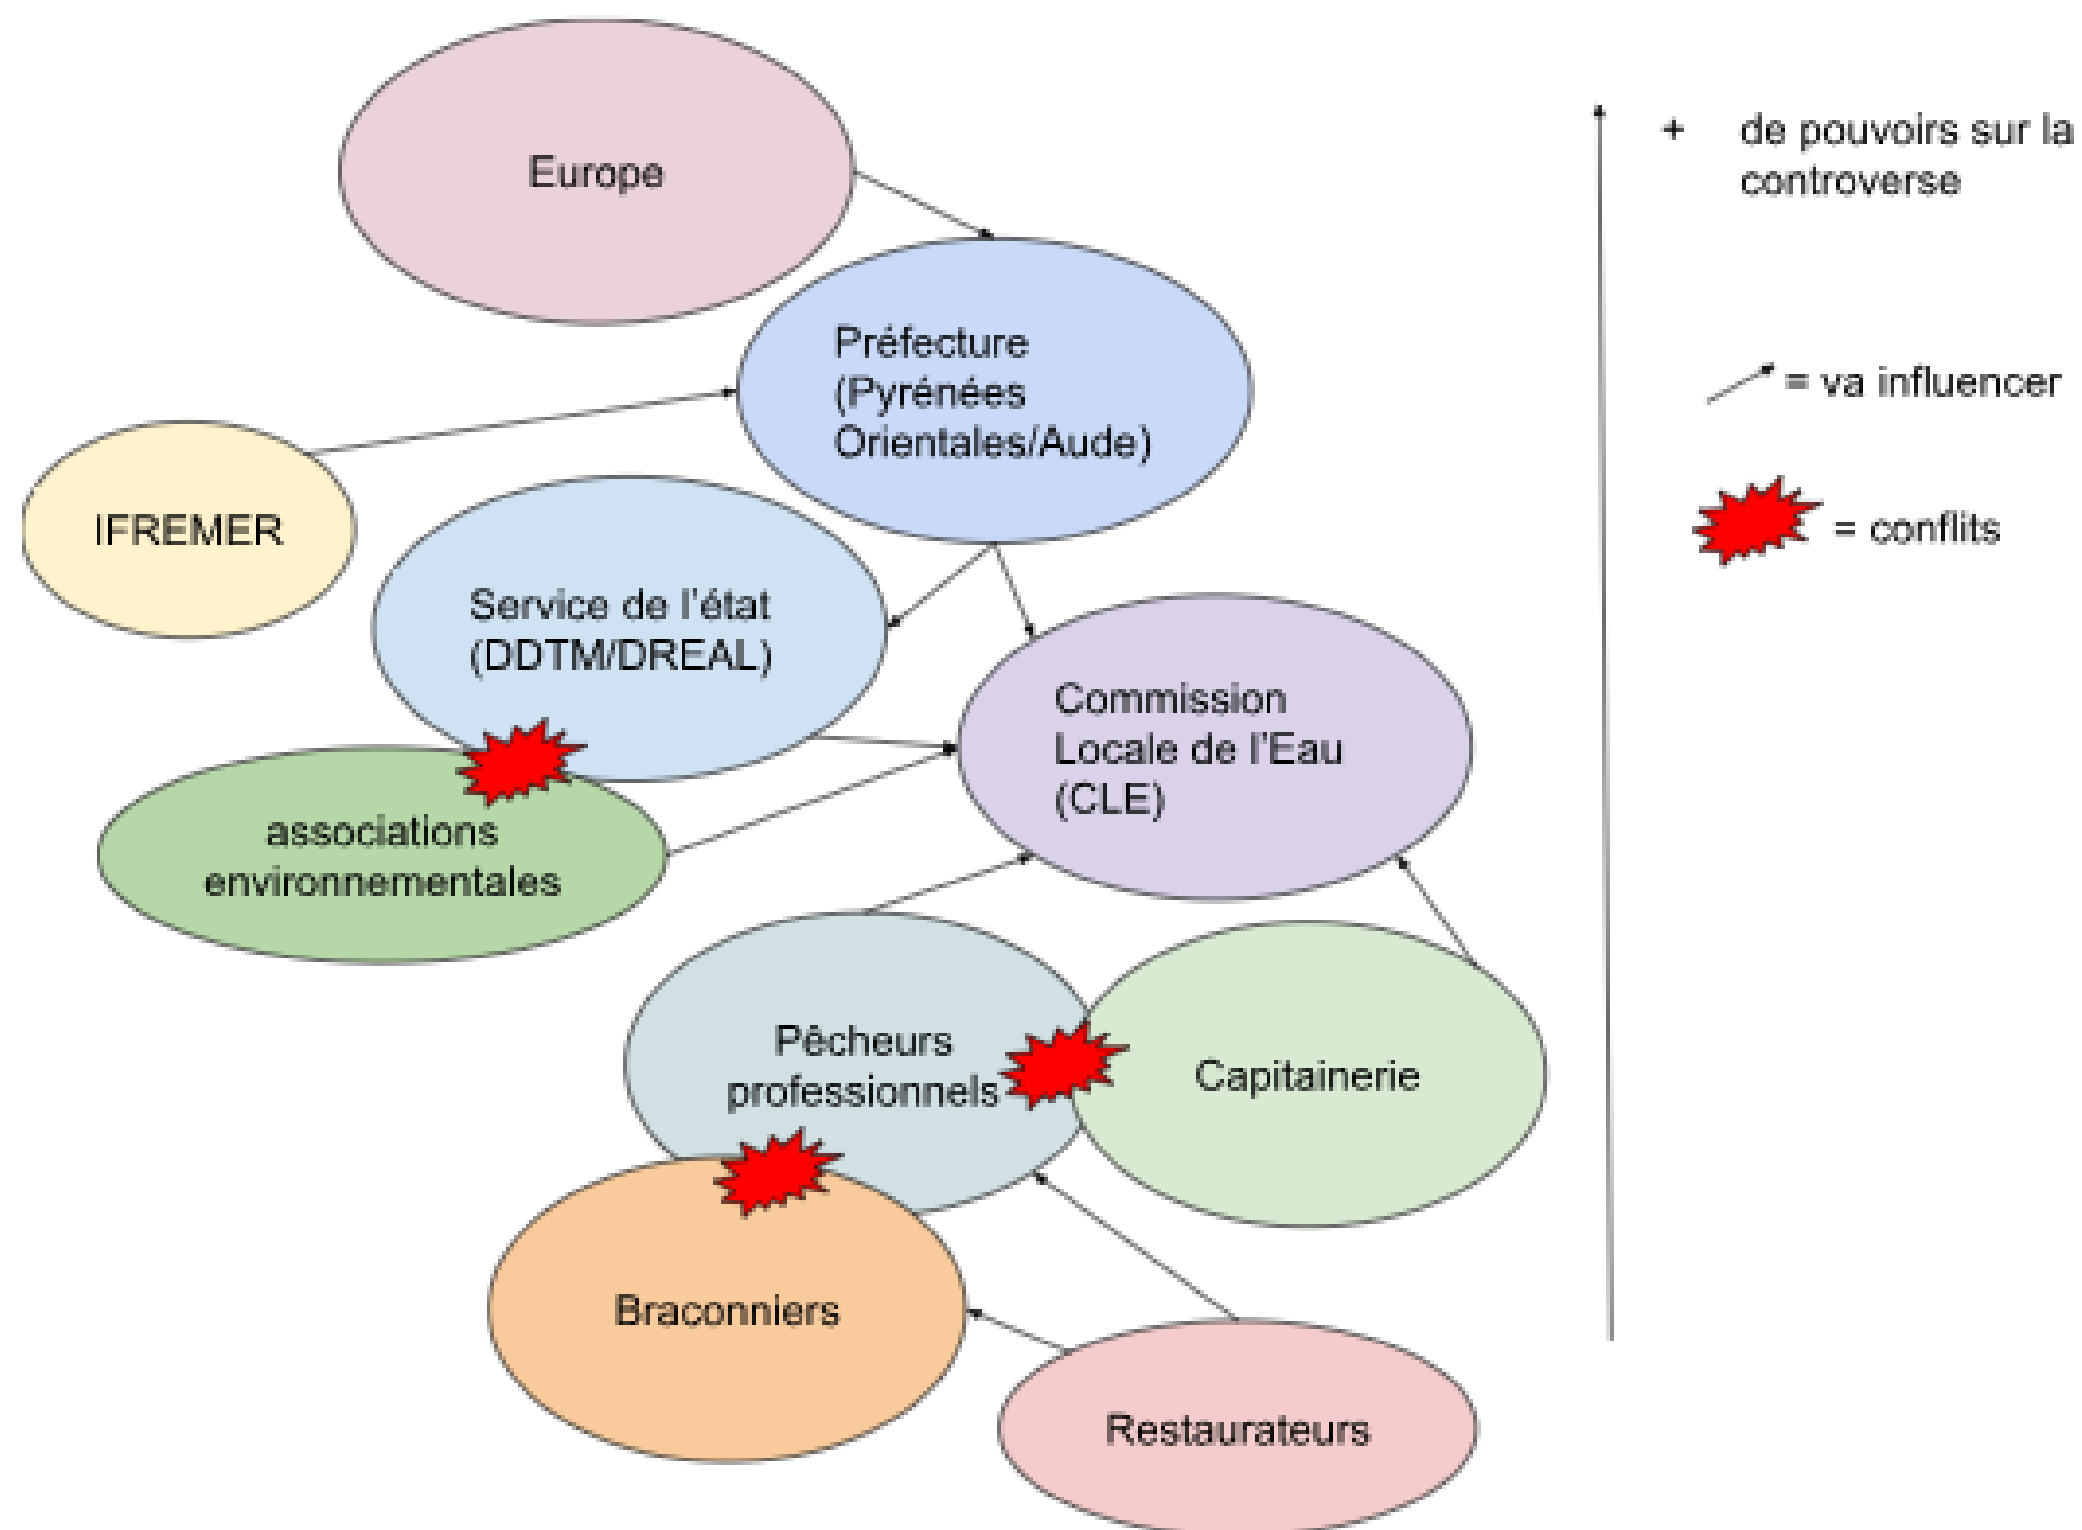 Europe
Préfecture
(Pyrénées
Orientales/Aude)
IFREMER
Service de l'état
(DDTM/DREAL)
Commission
Locale de l'Eau
(CLE)
associations
environnementales
Pêcheurs
professionnels
Capitainerie
Braconniers
Restaurateurs
+ de pouvoirs sur la
controverse
= va influencer
= conflits